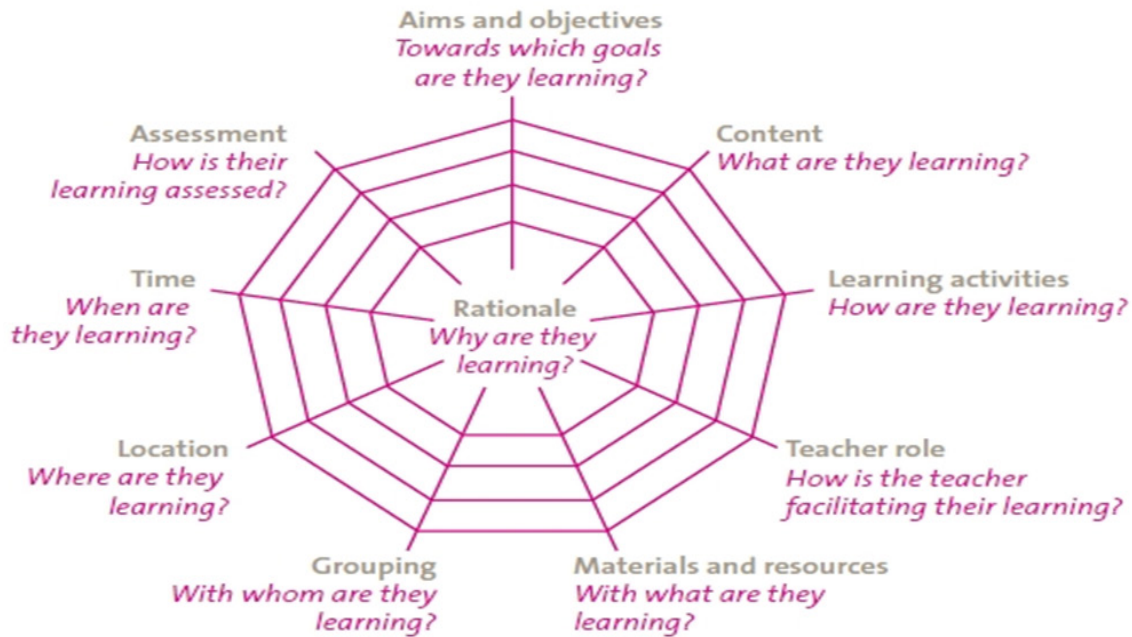 Aims and objectives
Towards which goals
are they learning?
Assessment
How is their
learning assessed?
Content
What are they learning?
Time
When are
they learning?
Rationale
Why are they
learning?
Learning activities
How are they learning?
Location
Where are they
learning?
Teacher role
How is the teacher
facilitating their learning?
Grouping
With whom are they
learning?
Materials and resources
With what are they
learning?